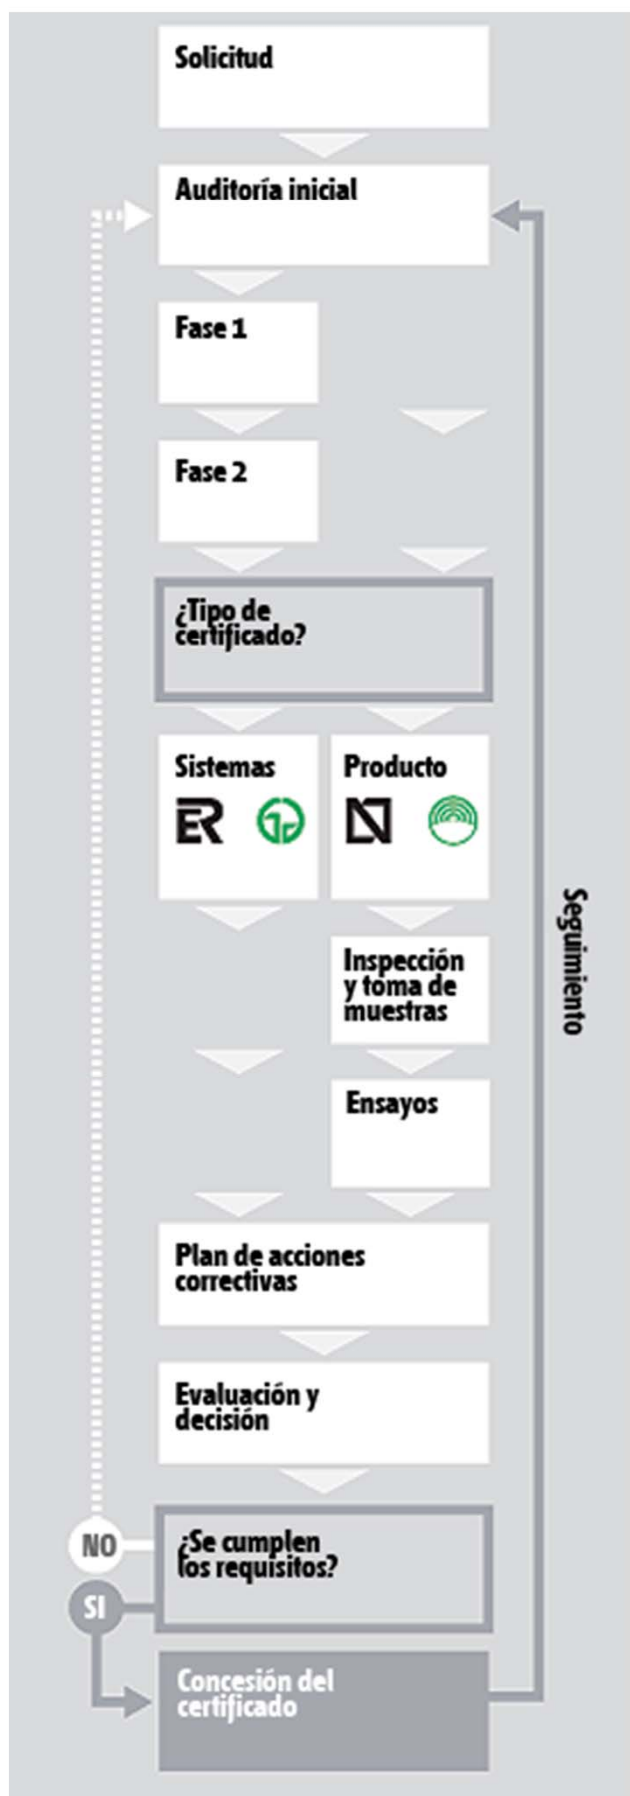 Solicitud
Auditoría inicial
Fase 1
Fase 2
¿Tipo de
certificado?
Sistemas
Producto
ER
N
Inspección
y toma de
muestras
Seguimiento
Ensayos
Plan de acciones
correctivas
Evaluación y
decisión
NO
¿Se cumplen
los requisitos?
SI
Concesión del
certificado